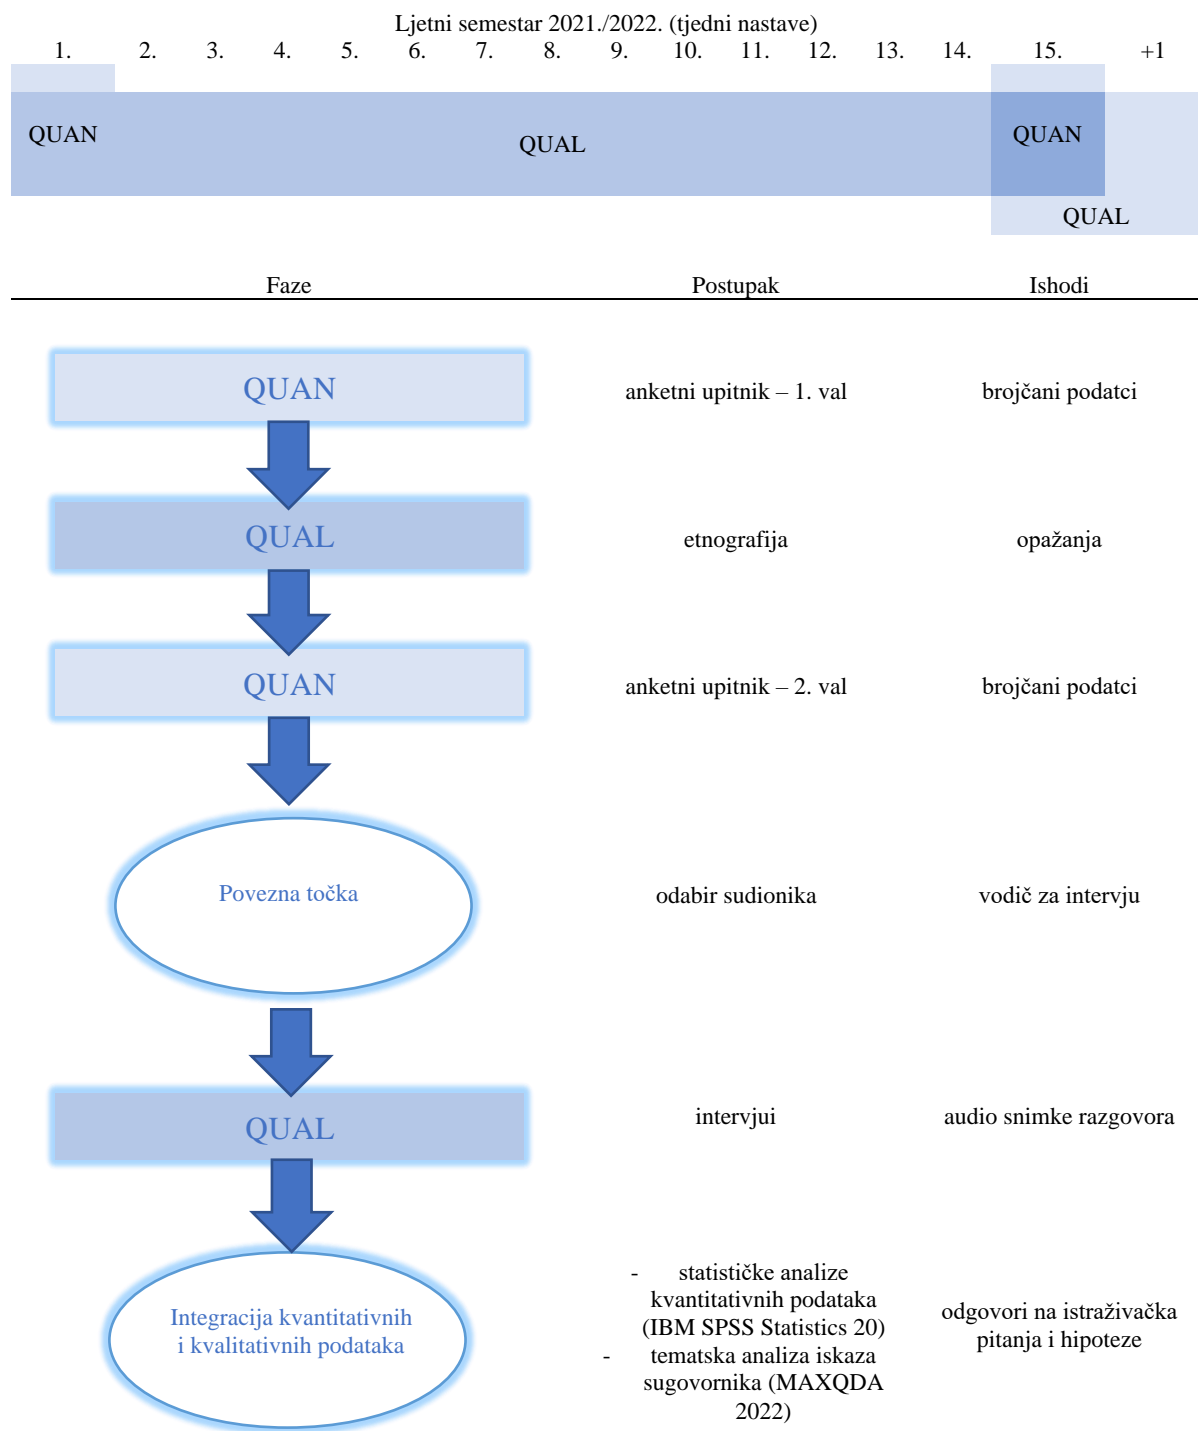 Ljetni semestar 2021./2022. (tjedni nastave)
1. 2. 3. 4. 5. 6. 7. 8. 9. 10. 11. 12. 13. 14. 15. +1
QUAN QUAL QUAN
QUAL
Faze Postupak Ishodi
QUAN anketni upitnik – 1. val brojčani podatci
QUAL etnografija opažanja
QUAN anketni upitnik – 2. val brojčani podatci
Povezna točka odabir sudionika vodič za intervju
QUAL intervjui audio snimke razgovora
Integracija kvantitativnih
i kvalitativnih podataka
- statističke analize
kvantitativnih podataka
(IBM SPSS Statistics 20)
- tematska analiza iskaza
sugovornika (MAXQDA
2022)
odgovori na istraživačka
pitanja i hipoteze